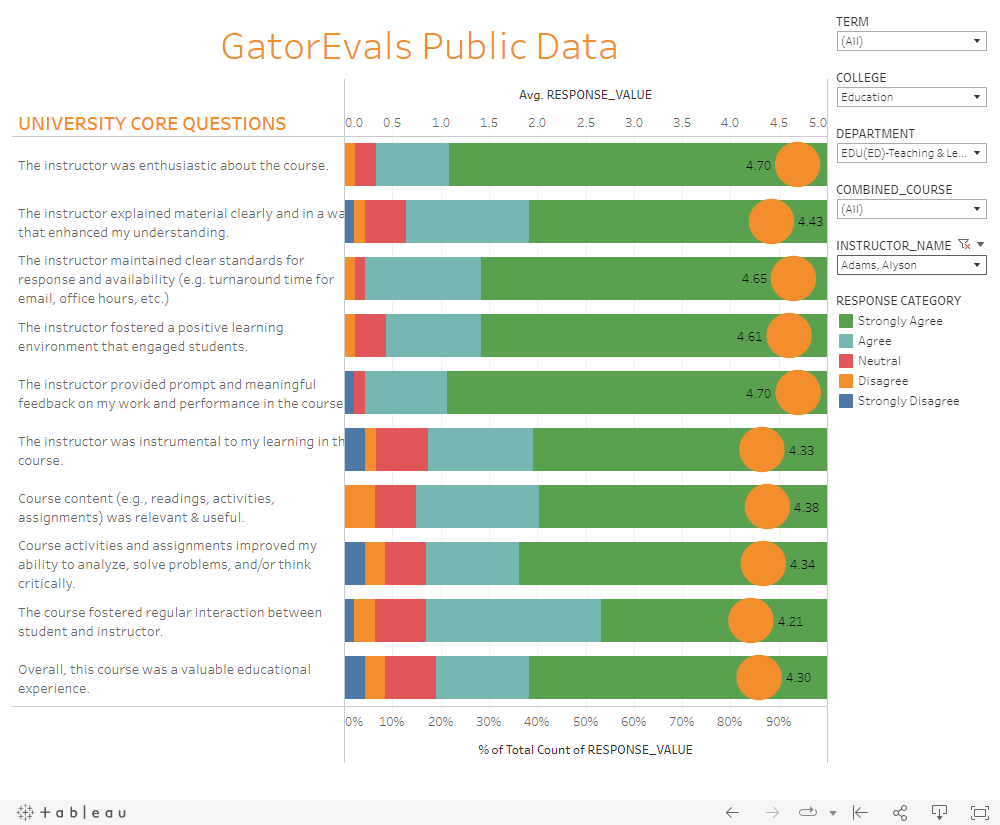 GatorEvals Public Data
Avg. RESPONSE_VALUE
UNIVERSITY CORE QUESTIONS
0.0 0.5 1.0 1.5 2.0 2.5 3.0 3.5 4.0 4.5 5.0
The instructor was enthusiastic about the course.
4.70
The instructor explained material clearly and in a wa
that enhanced my understanding.
4.43
The instructor maintained clear standards for
response and availability (e.g. turnaround time for
email, office hours, etc.)
4.65
The instructor fostered a positive learning
environment that engaged students.
4.61
The instructor provided prompt and meaningful
feedback on my work and performance in the course
4.70
The instructor was instrumental to my learning in th
course.
4.33
Course content (e.g., readings, activities,
assignments) was relevant & useful.
4.38
Course activities and assignments improved my
ability to analyze, solve problems, and/or think
critically.
4.34
The course fostered regular interaction between
student and instructor.
4.21
Overall, this course was a valuable educational
experience.
4.30
0% 10% 20% 30% 40% 50% 60% 70% 80% 90%
% of Total Count of RESPONSE_VALUE
TERM
(All)
COLLEGE
Education
DEPARTMENT
EDU(ED)-Teaching & Le...
COMBINED_COURSE
(All)
INSTRUCTOR_NAME
Adams, Alyson
RESPONSE CATEGORY
Strongly Agree
Agree
Neutral
Disagree
Strongly Disagree
+ableau